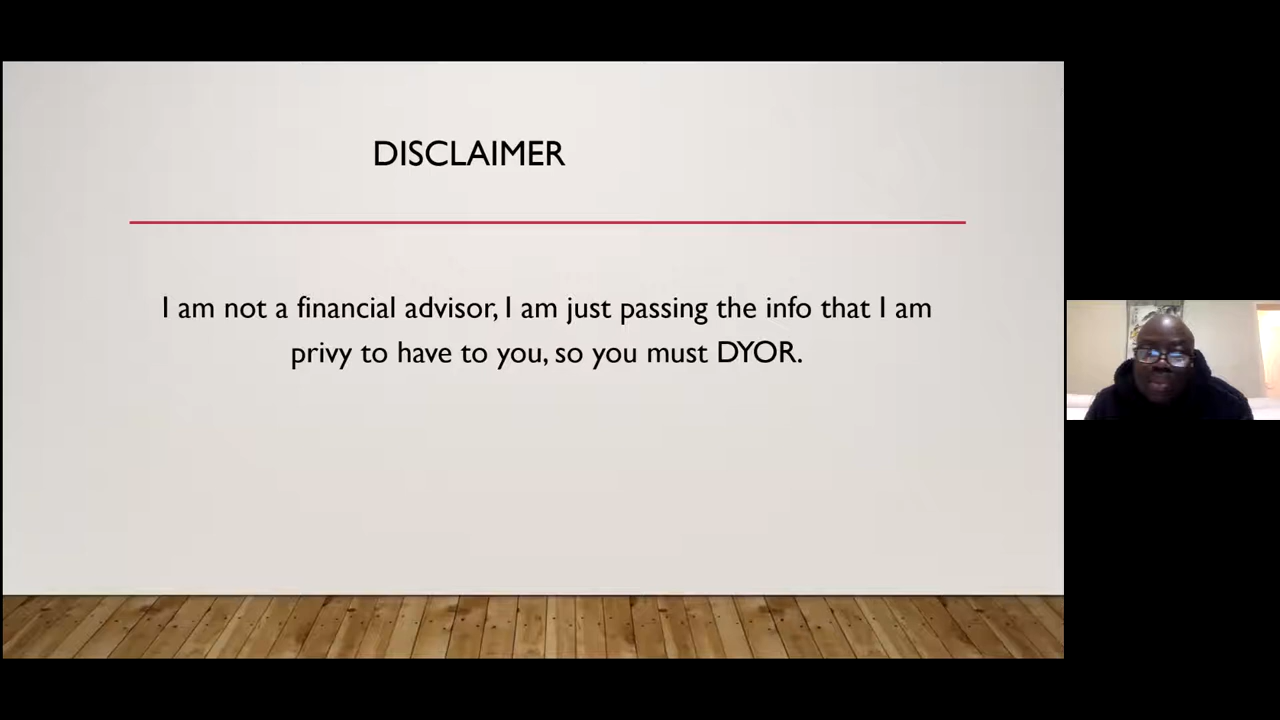 DISCLAIMER
I am not a financial advisor, I am just passing the info that I am
privy to have to you, so you must DYOR.